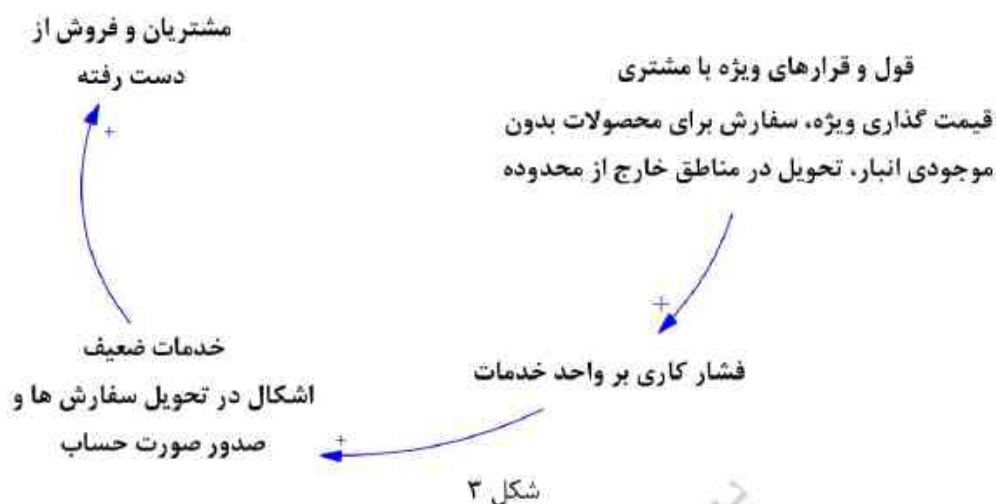 مشتریان و فروش از
دست رفته
+
قول و قرارهای ویژه با مشتری
قیمت گذاری ویژه، سفارش برای محصولات بدون
موجودی انبار، تحویل در مناطق خارج از محدوده
+
فشار کاری بر واحد خدمات
+
خدمات ضعیف
اشکال در تحویل سفارش ها و
صدور صورت حساب
شکل ۳